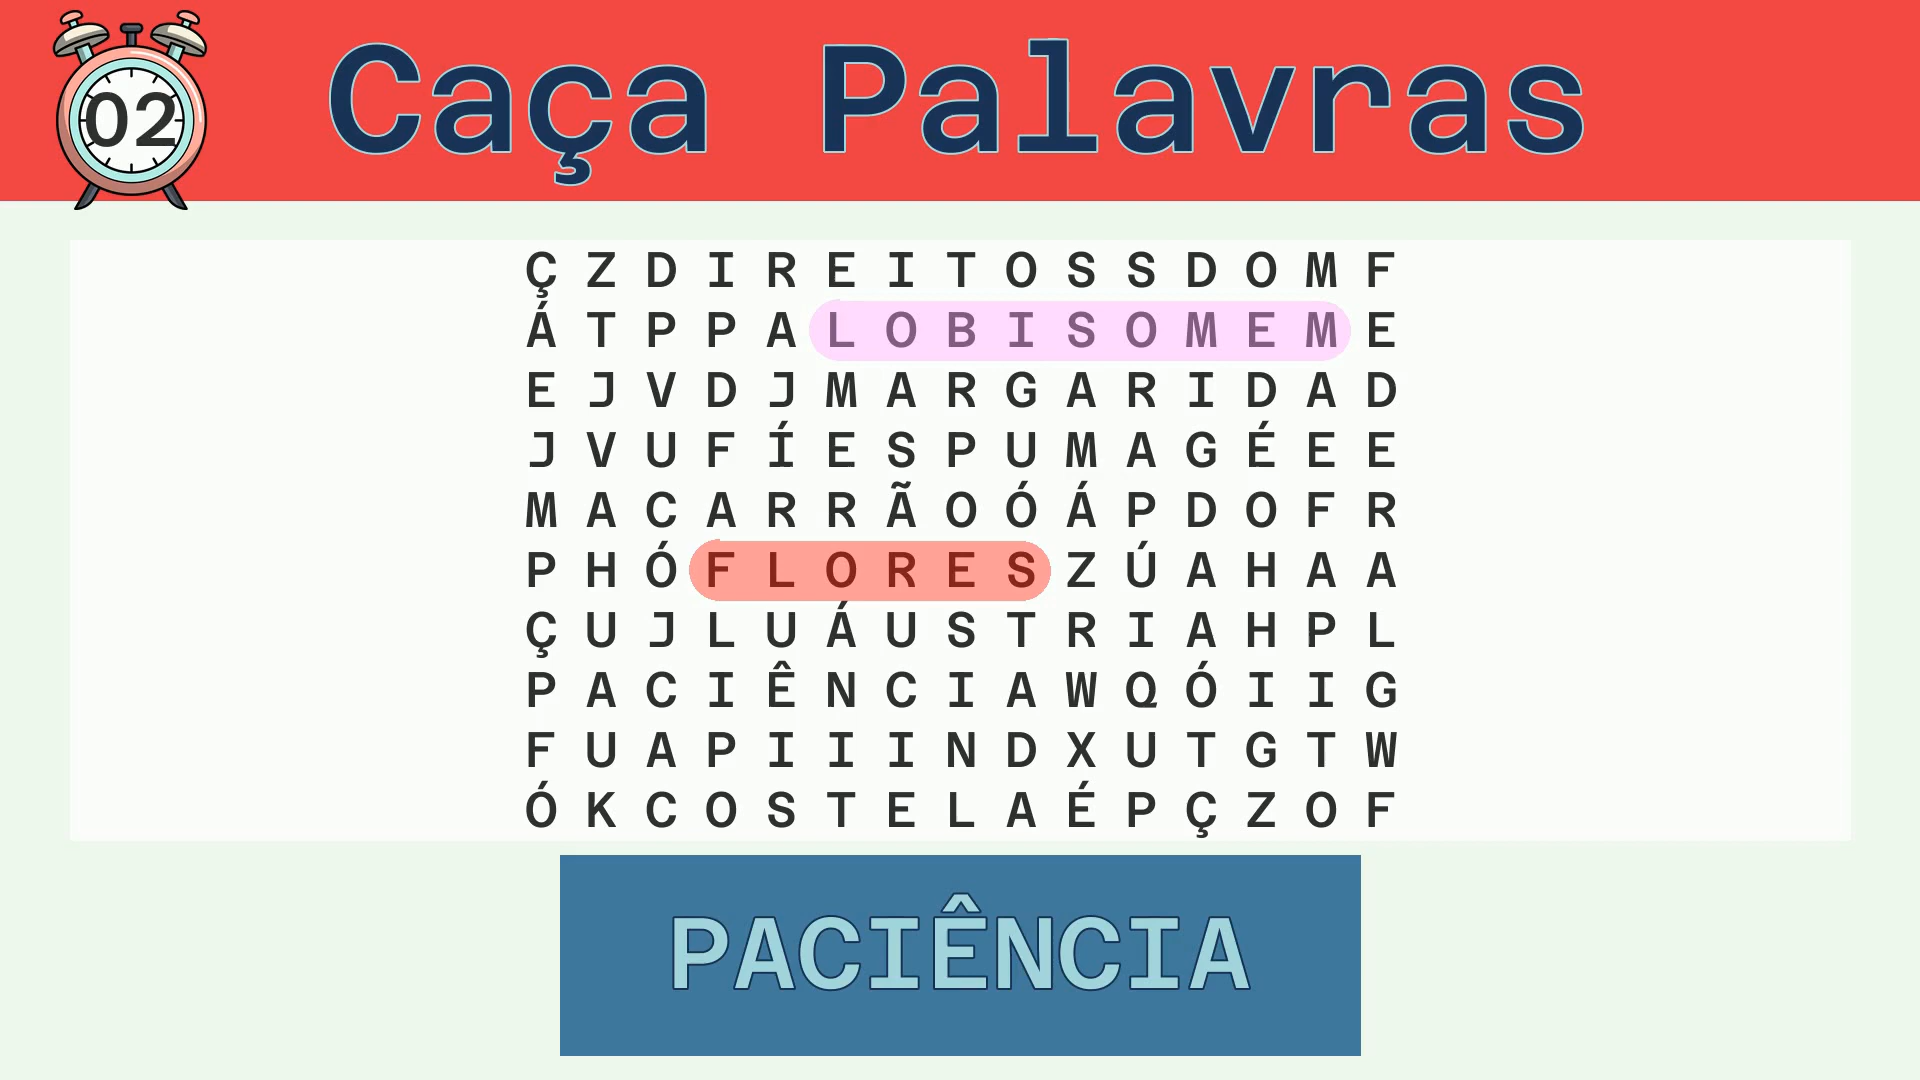 02
Caça Palavras
Ç Z D I R E I T O S S D O M F
Á T P P A L O B I S O M E M E
E J V D J M A R G A R I D A D
J V U F Í E S P U M A G É E E
M A C A R R Ã O Ó Á P D O F R
P H Ó F L O R E S Z Ú A H A A
Ç U J L U Á U S T R I A H P L
P A C I Ê N C I A W Q Ó I I G
F U A P I I I N D X U T G T W
Ó K C O S T E L A É P Ç Z O F
PACIÊNCIA